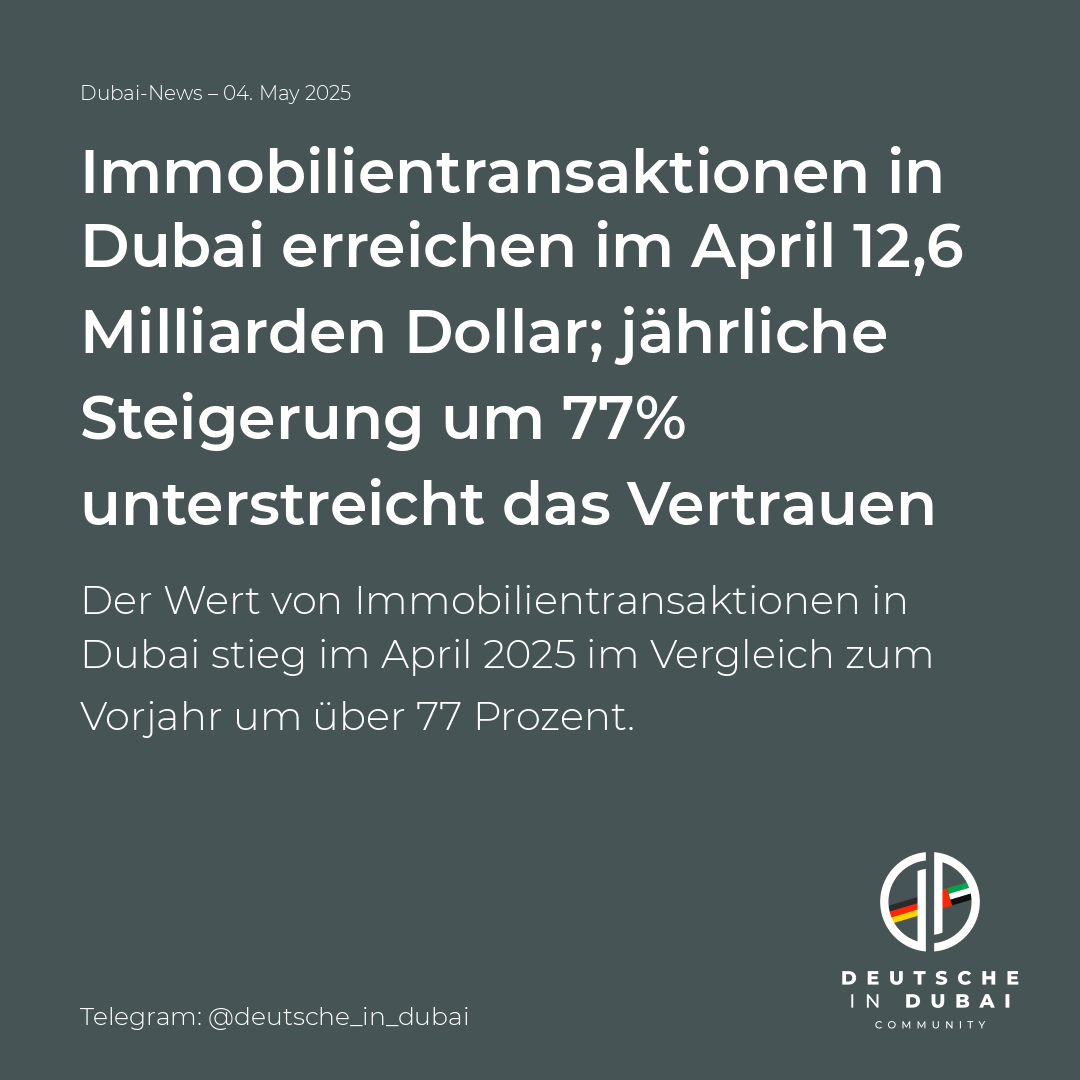 Dubai-News – 04. May 2025
Immobilientransaktionen in
Dubai erreichen im April 12,6
Milliarden Dollar; jährliche
Steigerung um 77%
unterstreicht das Vertrauen
Der Wert von Immobilientransaktionen in
Dubai stieg im April 2025 im Vergleich zum
Vorjahr um über 77 Prozent.
DEUTSCHE
IN DUBAI
COMMUNITY
Telegram: @deutsche_in_dubai